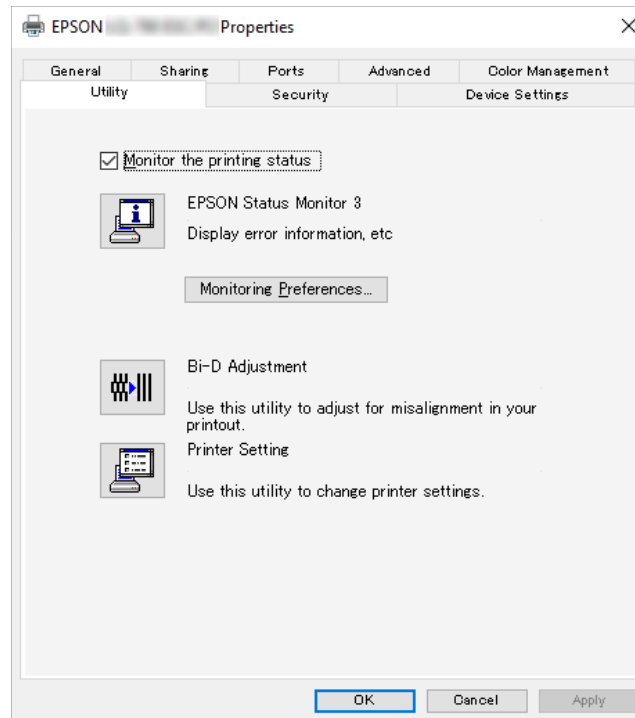 EPSON Properties
General Sharing Ports Advanced Color Management
Utility Security Device Settings
Monitor the printing status
EPSON Status Monitor 3
Display error information, etc
Monitoring Preferences...
Bi-D Adjustment
Use this utility to adjust for misalignment in your
printout.
Printer Setting
Use this utility to change printer settings.
OK Cancel Apply